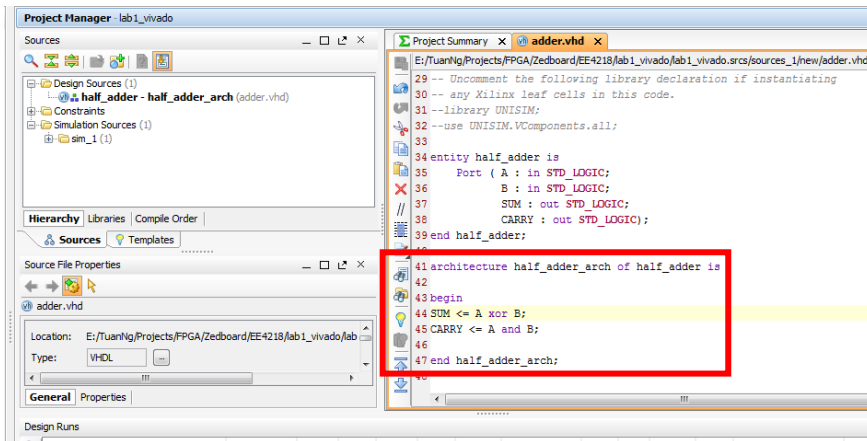 Project Manager - lab1_vivado
Sources
Design Sources (1)
half_adder - half_adder_arch (adder.vhd)
Constraints
Simulation Sources (1)
sim_1 (1)
Hierarchy Libraries Compile Order
Sources Templates
Source File Properties
adder.vhd
Location: E:/TuanNg/Projects/FPGA/Zedboard/EE4218/lab1_vivado/lab
Type: VHDL ...
General Properties
Design Runs
Project Summary adder.vhd
E:/TuanNg/Projects/FPGA/Zedboard/EE4218/lab1_vivado/lab1_vivado.srcs/sources_1/new/adder.vhd
29 -- Uncomment the following library declaration if instantiating
30 -- any Xilinx leaf cells in this code.
31 --library UNISIM;
32 --use UNISIM.VComponents.all;
33
34 entity half_adder is
35 Port ( A : in STD_LOGIC;
36 B : in STD_LOGIC;
37 SUM : out STD_LOGIC;
38 CARRY : out STD_LOGIC);
39 end half_adder;
41 architecture half_adder_arch of half_adder is
42
43 begin
44 SUM <= A xor B;
45 CARRY <= A and B;
46
47 end half_adder_arch;